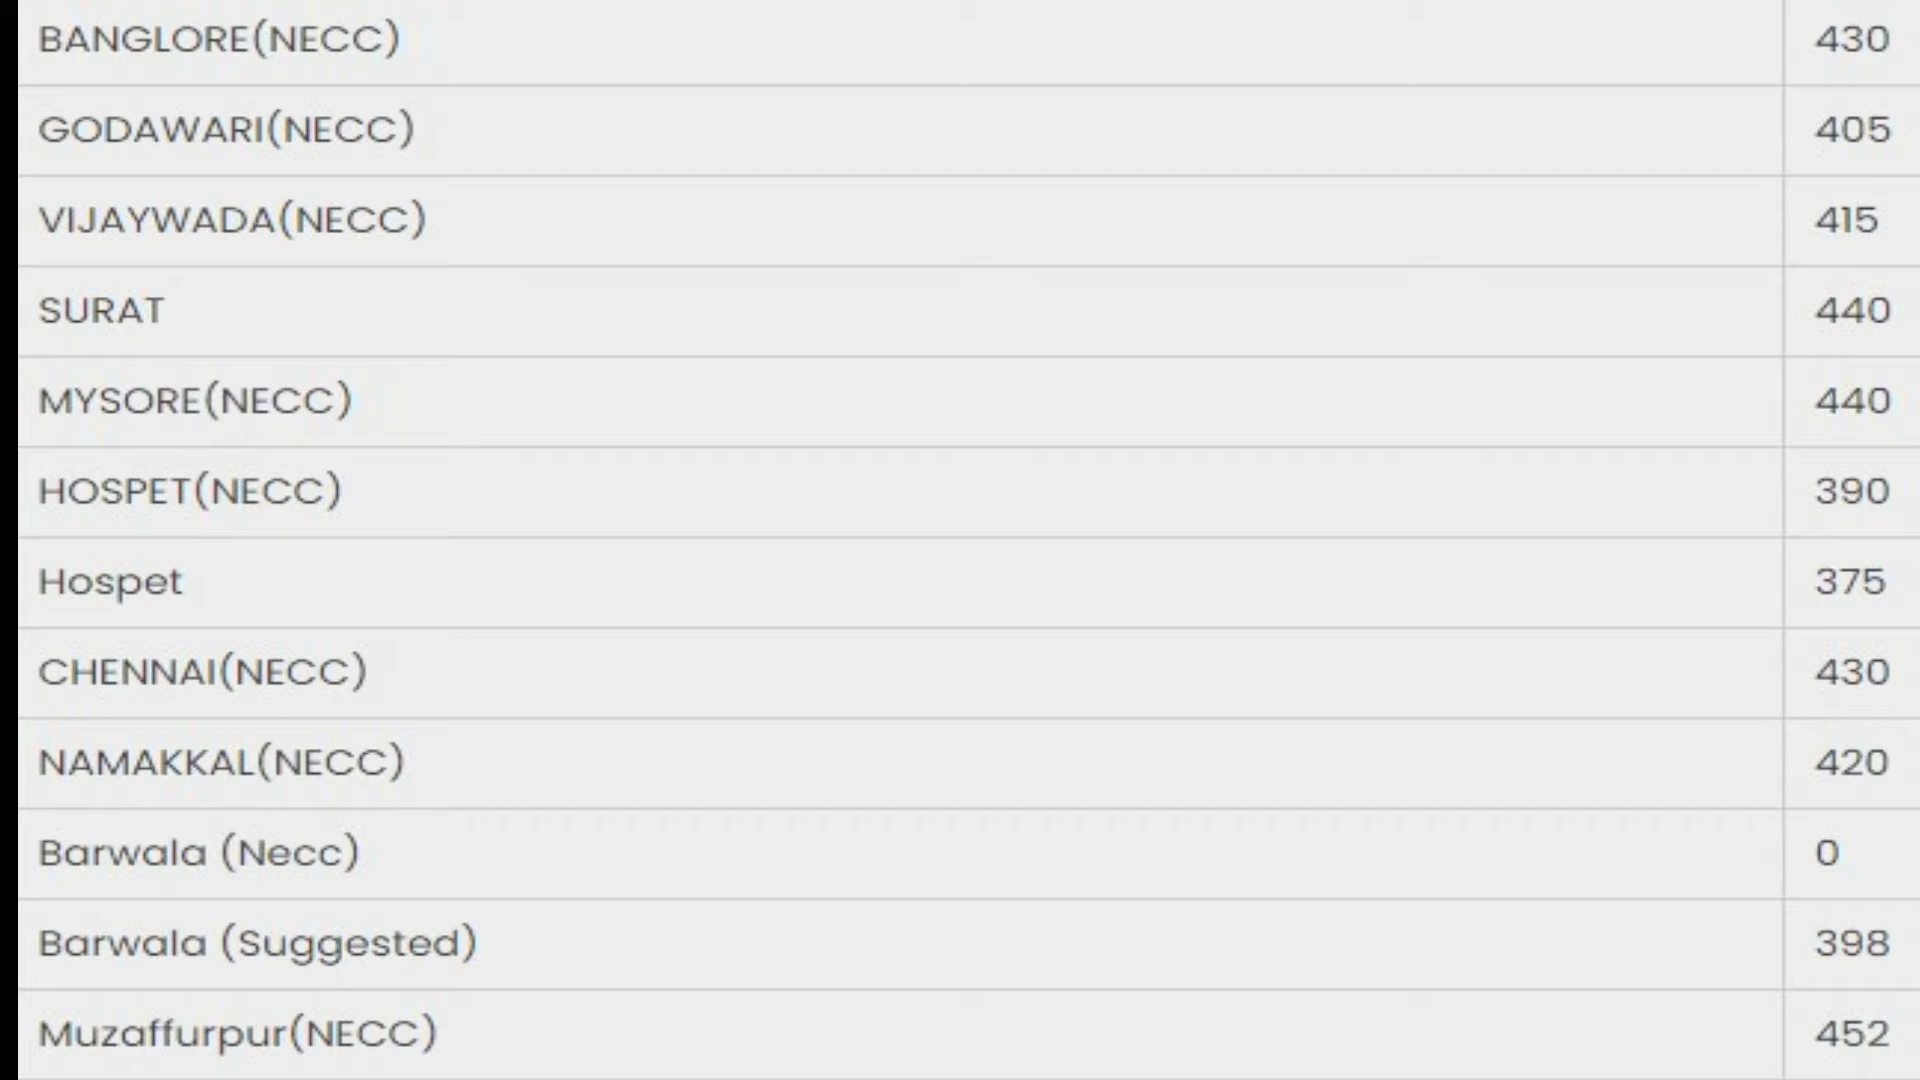 BANGLORE(NECC) 430
GODAWARI(NECC) 405
VIJAYWADA(NECC) 415
SURAT 440
MYSORE(NECC) 440
HOSPET(NECC) 390
Hospet 375
CHENNAI(NECC) 430
NAMAKKAL(NECC) 420
Barwala (Necc) 0
Barwala (Suggested) 398
Muzaffurpur(NECC) 452